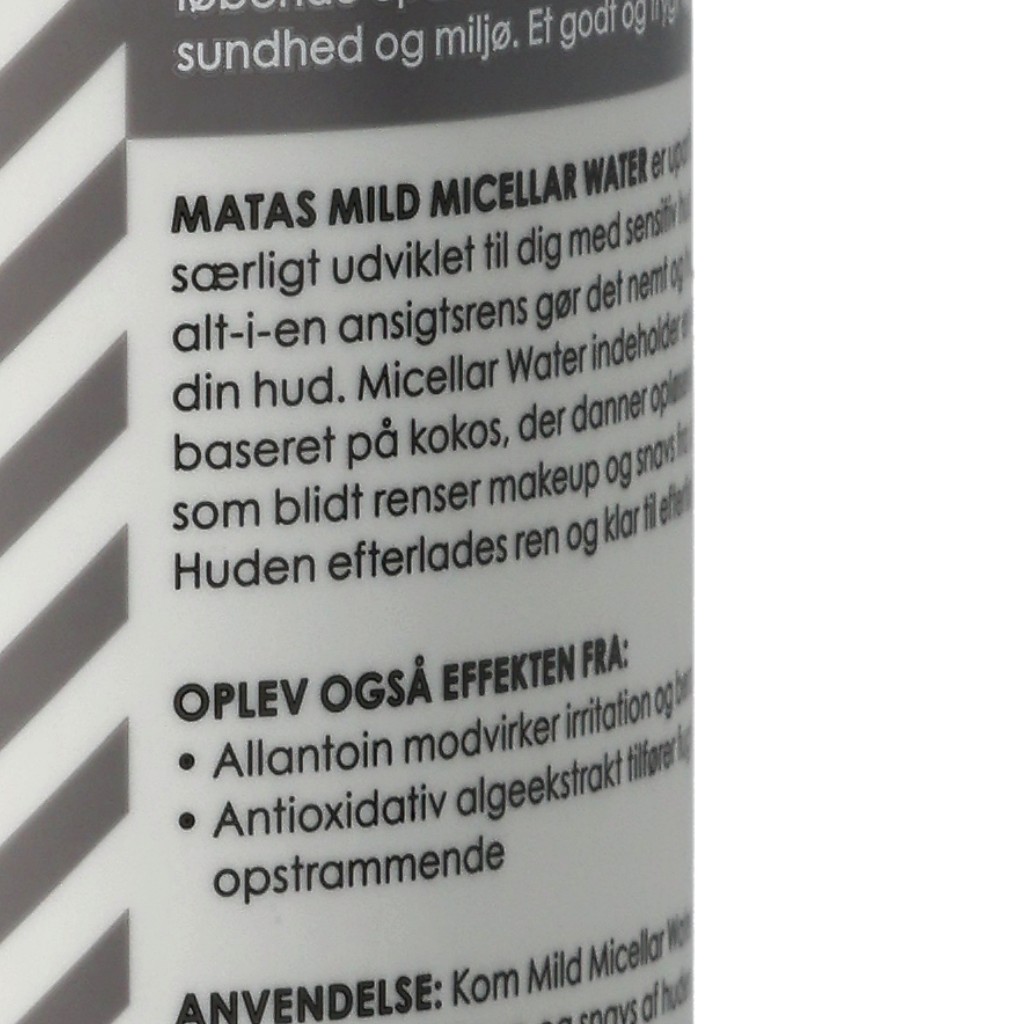 sundhed og miljø. Et godt og
MATAS MILD MICELLAR WATER er
særligt udviklet til dig med sensitiv
alt-i-en ansigtsrens gør det nemt og
din hud. Micellar Water indeholder
baseret på kokos, der danner
som blidt renser makeup og snavs fra
Huden efterlades ren og klar til
OPLEV OGSÅ EFFEKTEN FRA:
• Allantoin modvirker irritation og
• Antioxidativ algeekstrakt tilfører
opstrammende
ANVENDELSE: Kom Mild Micellar Water
og snavs af